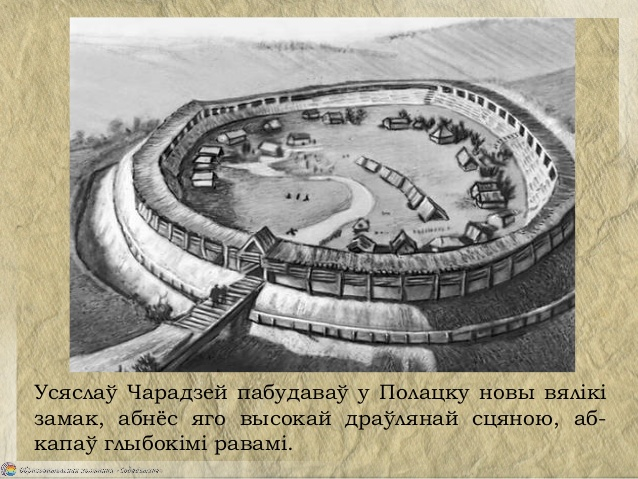 Усяслаў Чарадзей пабудаваў у Полацку новы вялікі
замак, абнёс яго высокай драўлянай сцяною, аб-
капаў глыбокімі равамі.